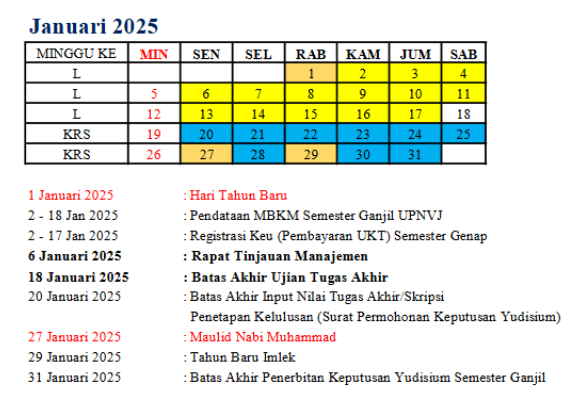 Januari 2025
MINGGU KE MIN SEN SEL RAB KAM JUM SAB
L 1 2 3 4
L 5 6 7 8 9 10 11
L 12 13 14 15 16 17 18
KRS 19 20 21 22 23 24 25
KRS 26 27 28 29 30 31
1 Januari 2025 : Hari Tahun Baru
2 - 18 Jan 2025 : Pendataan MBKM Semester Ganjil UPNVJ
2 - 17 Jan 2025 : Registrasi Keu (Pembayaran UKT) Semester Genap
6 Januari 2025 : Rapat Tinjauan Manajemen
18 Januari 2025 : Batas Akhir Ujian Tugas Akhir
20 Januari 2025 : Batas Akhir Input Nilai Tugas Akhir/Skripsi
Penetapan Kelulusan (Surat Permohonan Keputusan Yudisium)
27 Januari 2025 : Maulid Nabi Muhammad
29 Januari 2025 : Tahun Baru Imlek
31 Januari 2025 : Batas Akhir Penerbitan Keputusan Yudisium Semester Ganjil